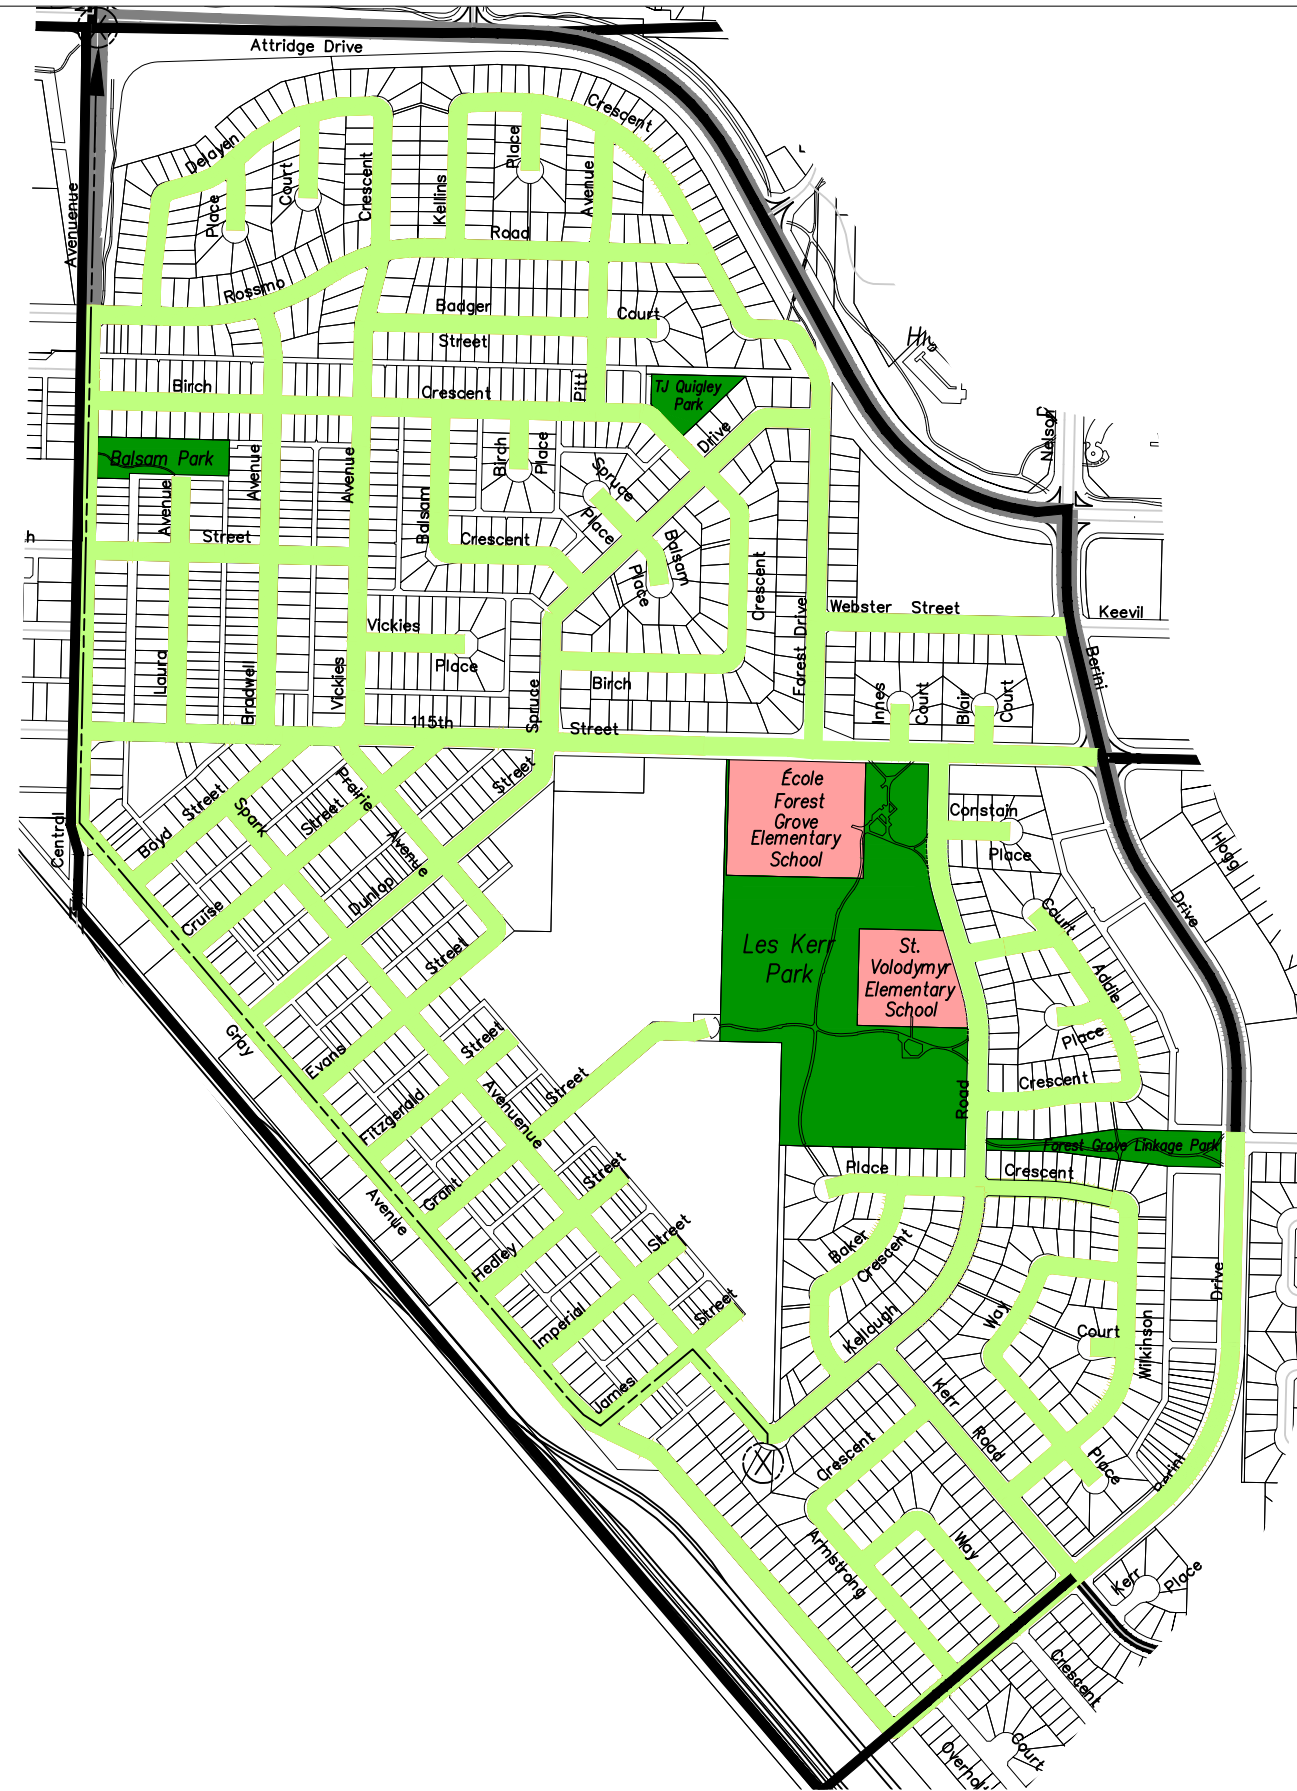 Attridge Drive
Crescent
Delayen
Place
Court
Crescenit
Kellins
Place
Avenue
Avenuenue
Road
Rossmo
Badger
Court
Street
Birch
Crescent
Pitt
TJ Quigley
Park
Drive
Nelson
Balsam Park
Avenue
Avenue
Avenue
Birch
Place
Spruce
Place
Balsam
Place
Balsam
Crescent
Street
Crescent
Forest Drive
Webster Street
Keevil
Vickies
Place
Laura
Bradwell
Vickies
Spruce
Birch
Berini
Innes
Court
Blair
Court
115th
Street
École
Forest
Grove
Elementary
School
Constain
Place
Prairie
Avenue
Street
Street
Street
Spark
Boyd
Central
Hogg
Drive
Cruise
Dunlop
Street
Les Kerr
Park
St.
Volodymyr
Elementary
School
Court
Addie
Place
Crescent
Gray
Evans
Street
Avenuenue
Street
Fitzgerald
Road
Forest Grove Linkage Park
Place
Crescent
Grant
Street
Avenue
Hedley
Street
Baker
Crescent
Imperial
Street
Kellough
Way
Court
Wilkinson
Drive
James
Kerr
Road
Crescent
Place
Berini
Armstrong
Way
Kerr
Place
Crescent
Court